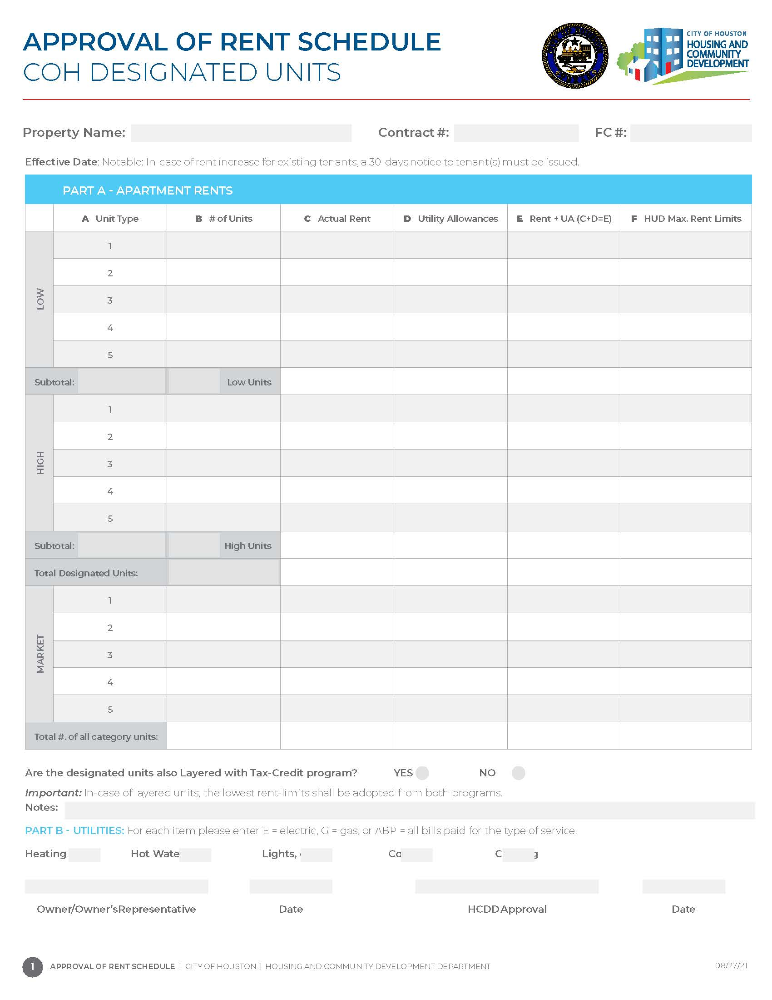 APPROVAL OF RENT SCHEDULE
COH DESIGNATED UNITS
CITY OF HOUSTON
HOUSING AND
COMMUNITY
DEVELOPMENT
Property Name: Contract #: FC #:
Effective Date: Notable: In-case of rent increase for existing tenants, a 30-days notice to tenant(s) must be issued.
PART A - APARTMENT RENTS
A Unit Type B # of Units C Actual Rent D Utility Allowances E Rent + UA (C+D=E) F HUD Max. Rent Limits
LOW
1
2
3
4
5
Subtotal: Low Units
HIGH
1
2
3
4
5
Subtotal: High Units
Total Designated Units:
MARKET
1
2
3
4
5
Total #. of all category units:
Are the designated units also Layered with Tax-Credit program? YES NO
Important: In-case of layered units, the lowest rent-limits shall be adopted from both programs.
Notes:
PART B - UTILITIES: For each item please enter E = electric, G = gas, or ABP = all bills paid for the type of service.
Heating Hot Wate Lights, Co C g
Owner/Owner'sRepresentative Date HCDD Approval Date
1 APPROVAL OF RENT SCHEDULE | CITY OF HOUSTON | HOUSING AND COMMUNITY DEVELOPMENT DEPARTMENT 08/27/21